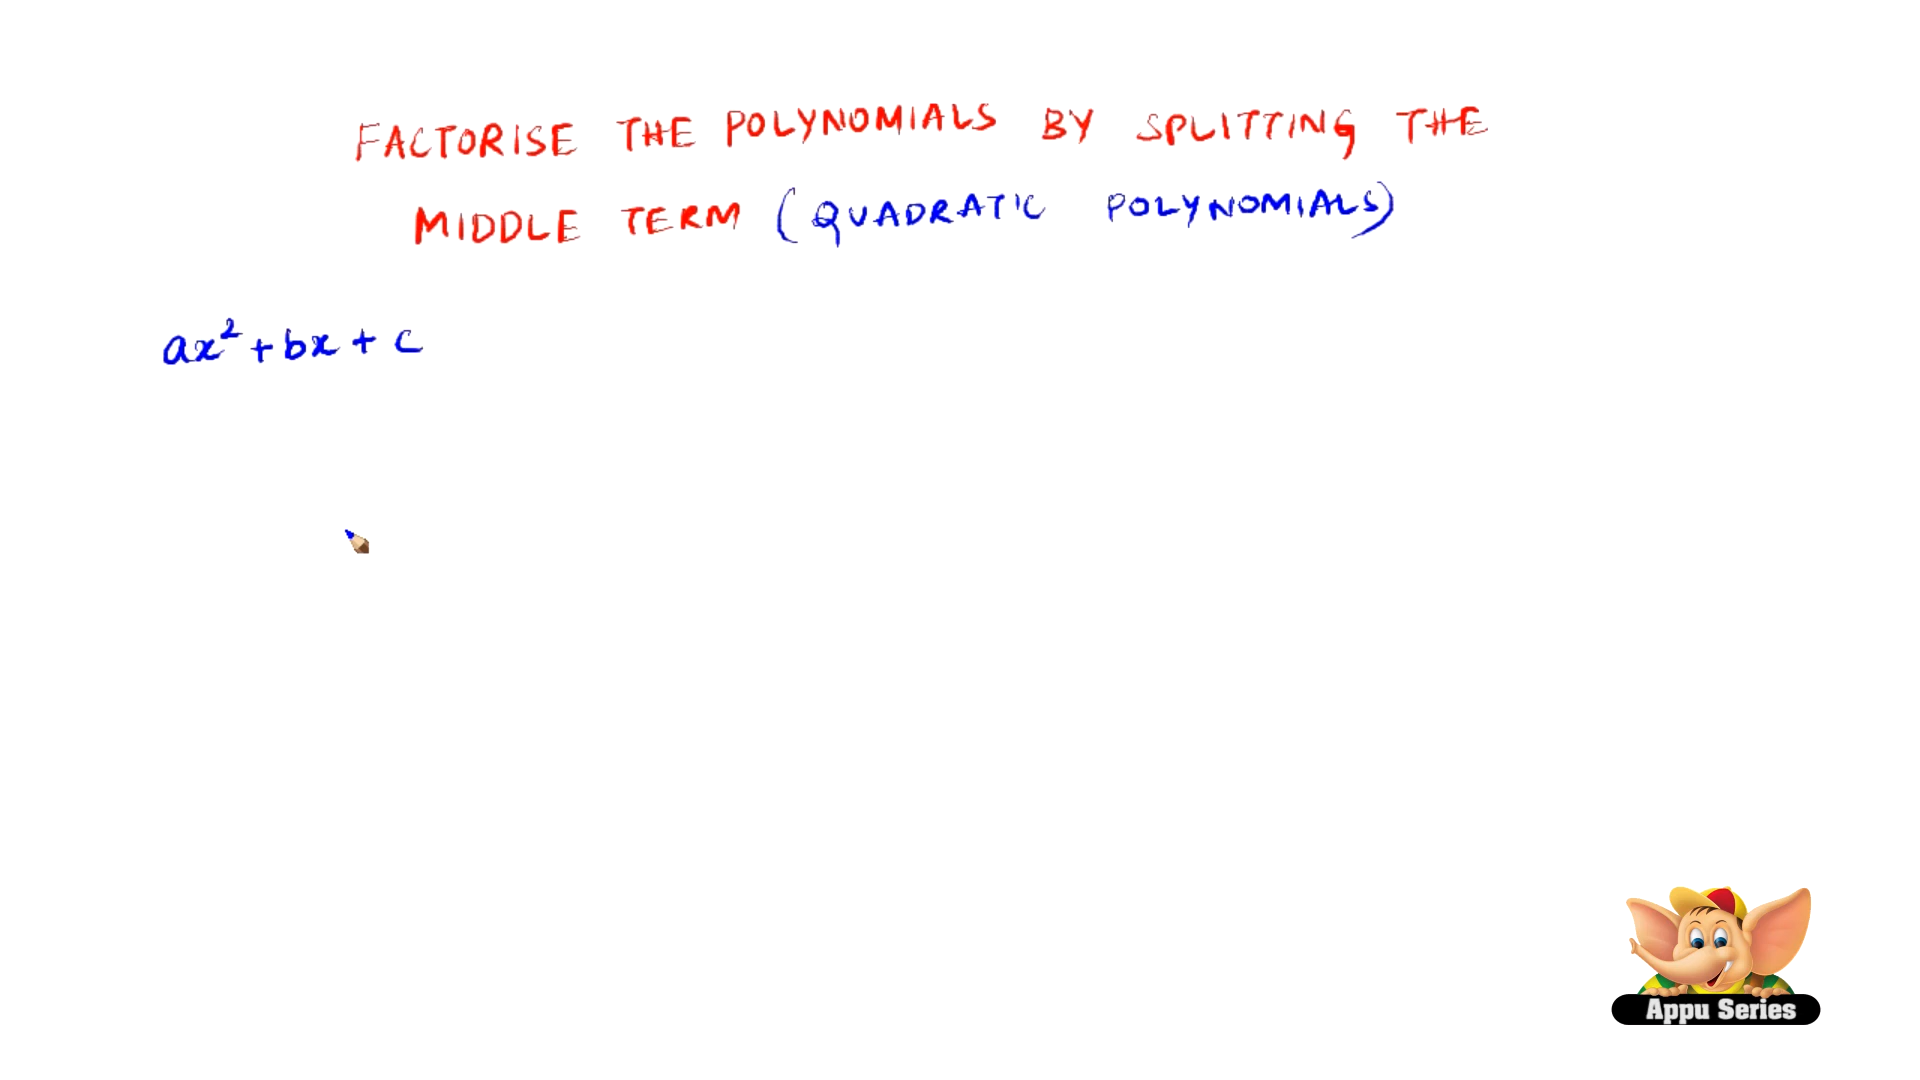 FACTORISE THE POLYNOMIALS BY SPLITTING THE
MIDDLE TERM (QUADRATIC POLYNOMIALS)
ax² + bx + c
Appu Series